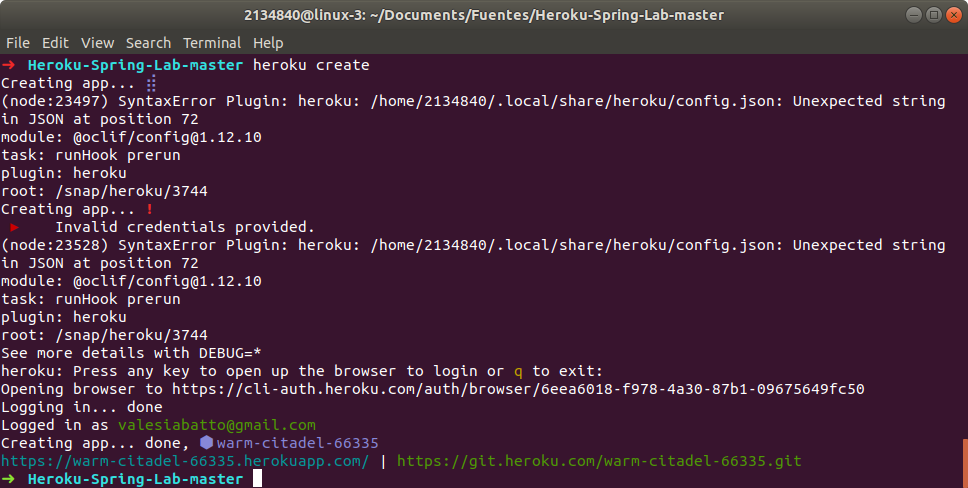 2134840@linux-3: ~/Documents/Fuentes/Heroku-Spring-Lab-master
File Edit View Search Terminal Help
➜ Heroku-Spring-Lab-master heroku create
Creating app... ⣾
(node:23497) SyntaxError Plugin: heroku: /home/2134840/.local/share/heroku/config.json: Unexpected string
in JSON at position 72
module: @oclif/config@1.12.10
task: runHook prerun
plugin: heroku
root: /snap/heroku/3744
Creating app... !
▸ Invalid credentials provided.
(node:23528) SyntaxError Plugin: heroku: /home/2134840/.local/share/heroku/config.json: Unexpected string
in JSON at position 72
module: @oclif/config@1.12.10
task: runHook prerun
plugin: heroku
root: /snap/heroku/3744
See more details with DEBUG=*
heroku: Press any key to open up the browser to login or q to exit:
Opening browser to https://cli-auth.heroku.com/auth/browser/6eea6018-f978-4a30-87b1-09675649fc50
Logging in... done
Logged in as valesiabatto@gmail.com
Creating app... done, ⬢ warm-citadel-66335
https://warm-citadel-66335.herokuapp.com/ | https://git.heroku.com/warm-citadel-66335.git
➜ Heroku-Spring-Lab-master